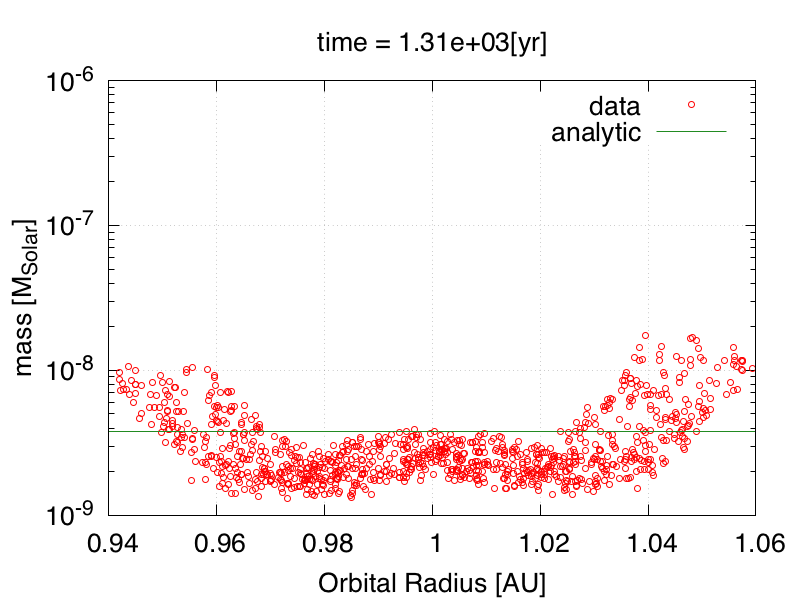 time = 1.31e+03[yr]
data
analytic
10^-6
10^-7
10^-8
10^-9
mass [M_Solar]
0.94 0.96 0.98 1 1.02 1.04 1.06
Orbital Radius [AU]